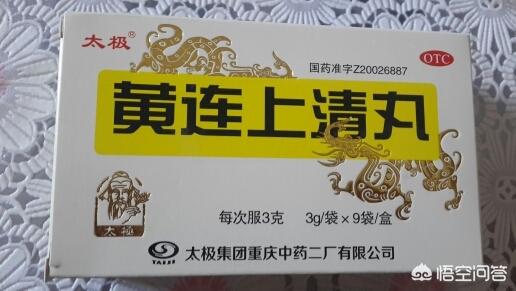 太极®
OTC
国药准字Z20026887
黄连上清丸
每次服3克 3g/袋×9袋/盒
太极
TAIJI
太极集团重庆中药二厂有限公司
悟空问答